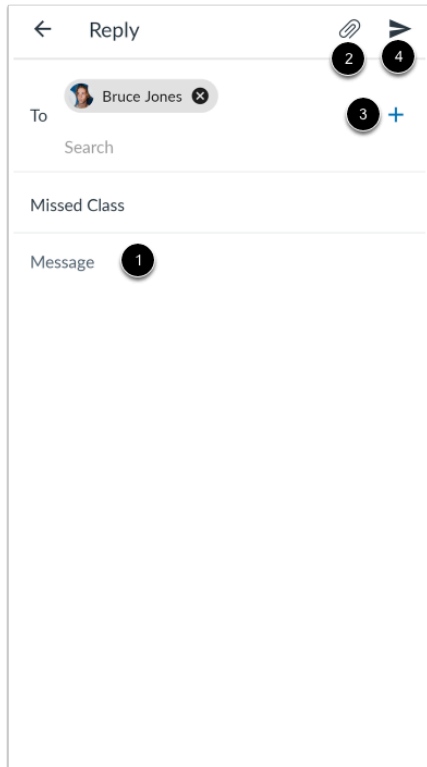 Reply
2
4
Bruce Jones
To
3
Search
Missed Class
Message
1